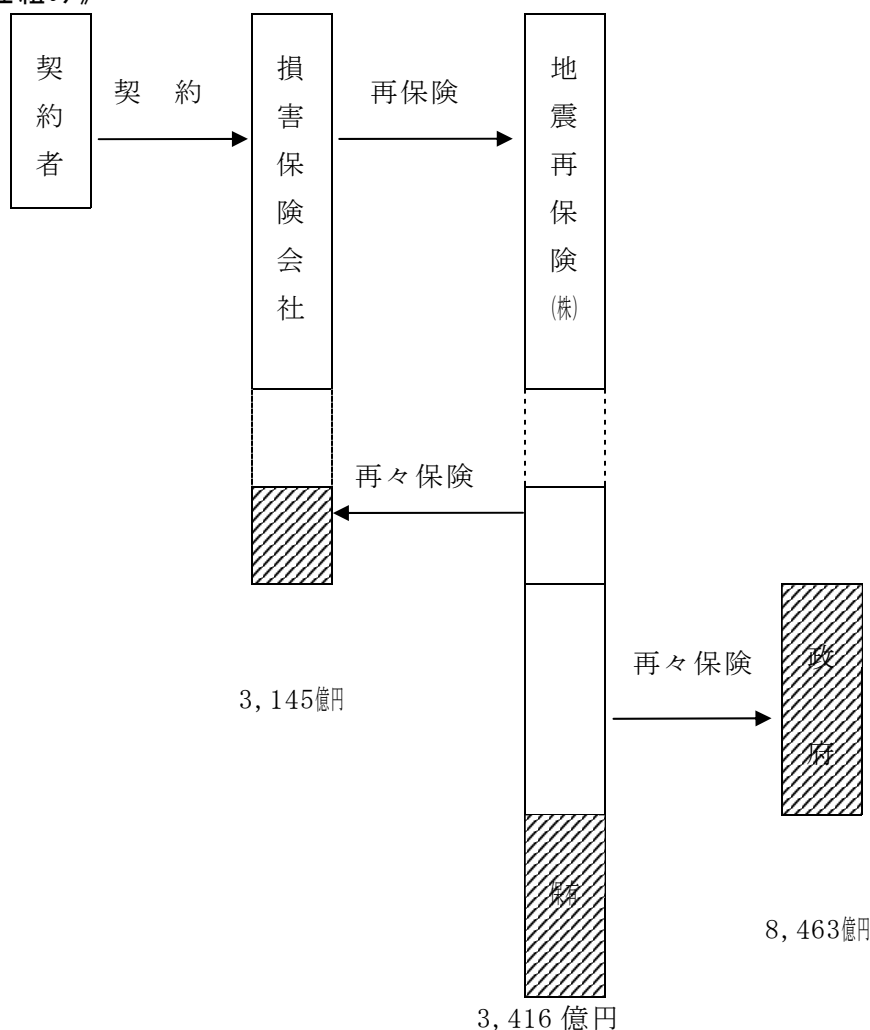 契約者
契 約
損害保険会社
再保険
地震再保険(株)
再々保険
再々保険
政府
3,145億円
保有
8,463億円
3,416 億円